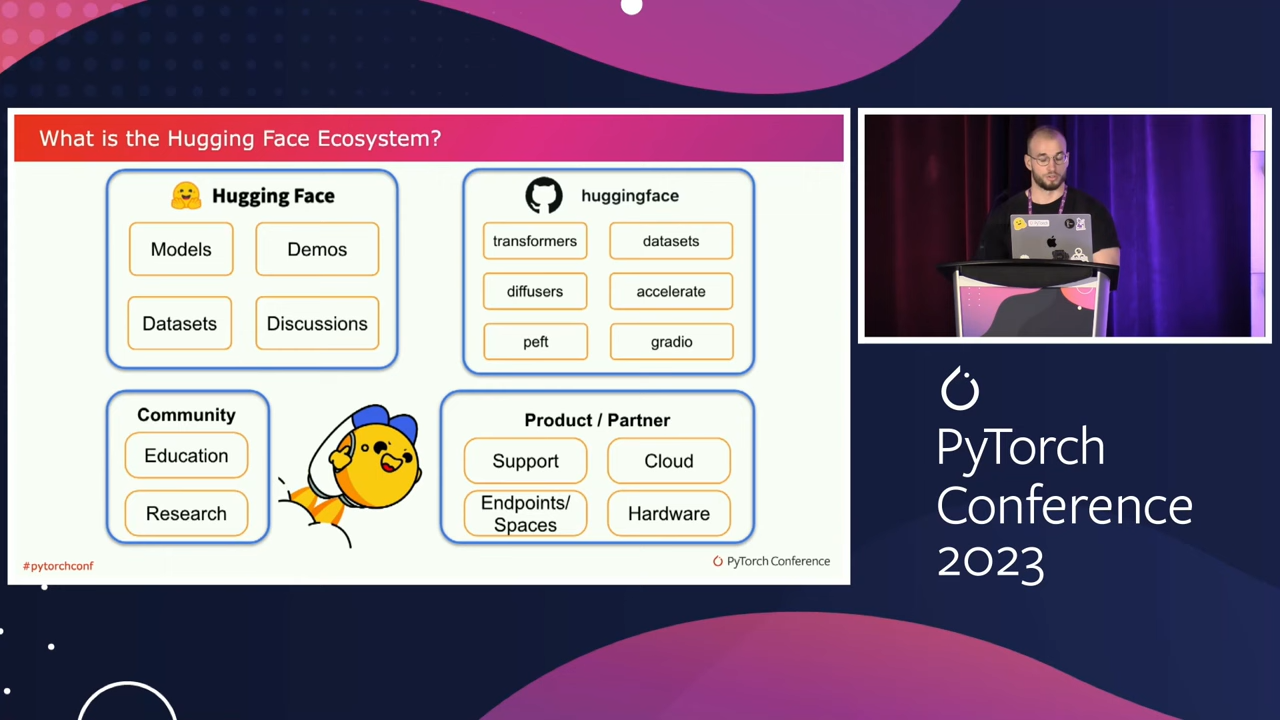 What is the Hugging Face Ecosystem?
Hugging Face
Models
Demos
Datasets
Discussions
huggingface
transformers
datasets
diffusers
accelerate
peft
gradio
Community
Education
Research
Product / Partner
Support
Cloud
Endpoints/
Spaces
Hardware
#pytorchconf
PyTorch Conference
PyTorch
Conference
2023